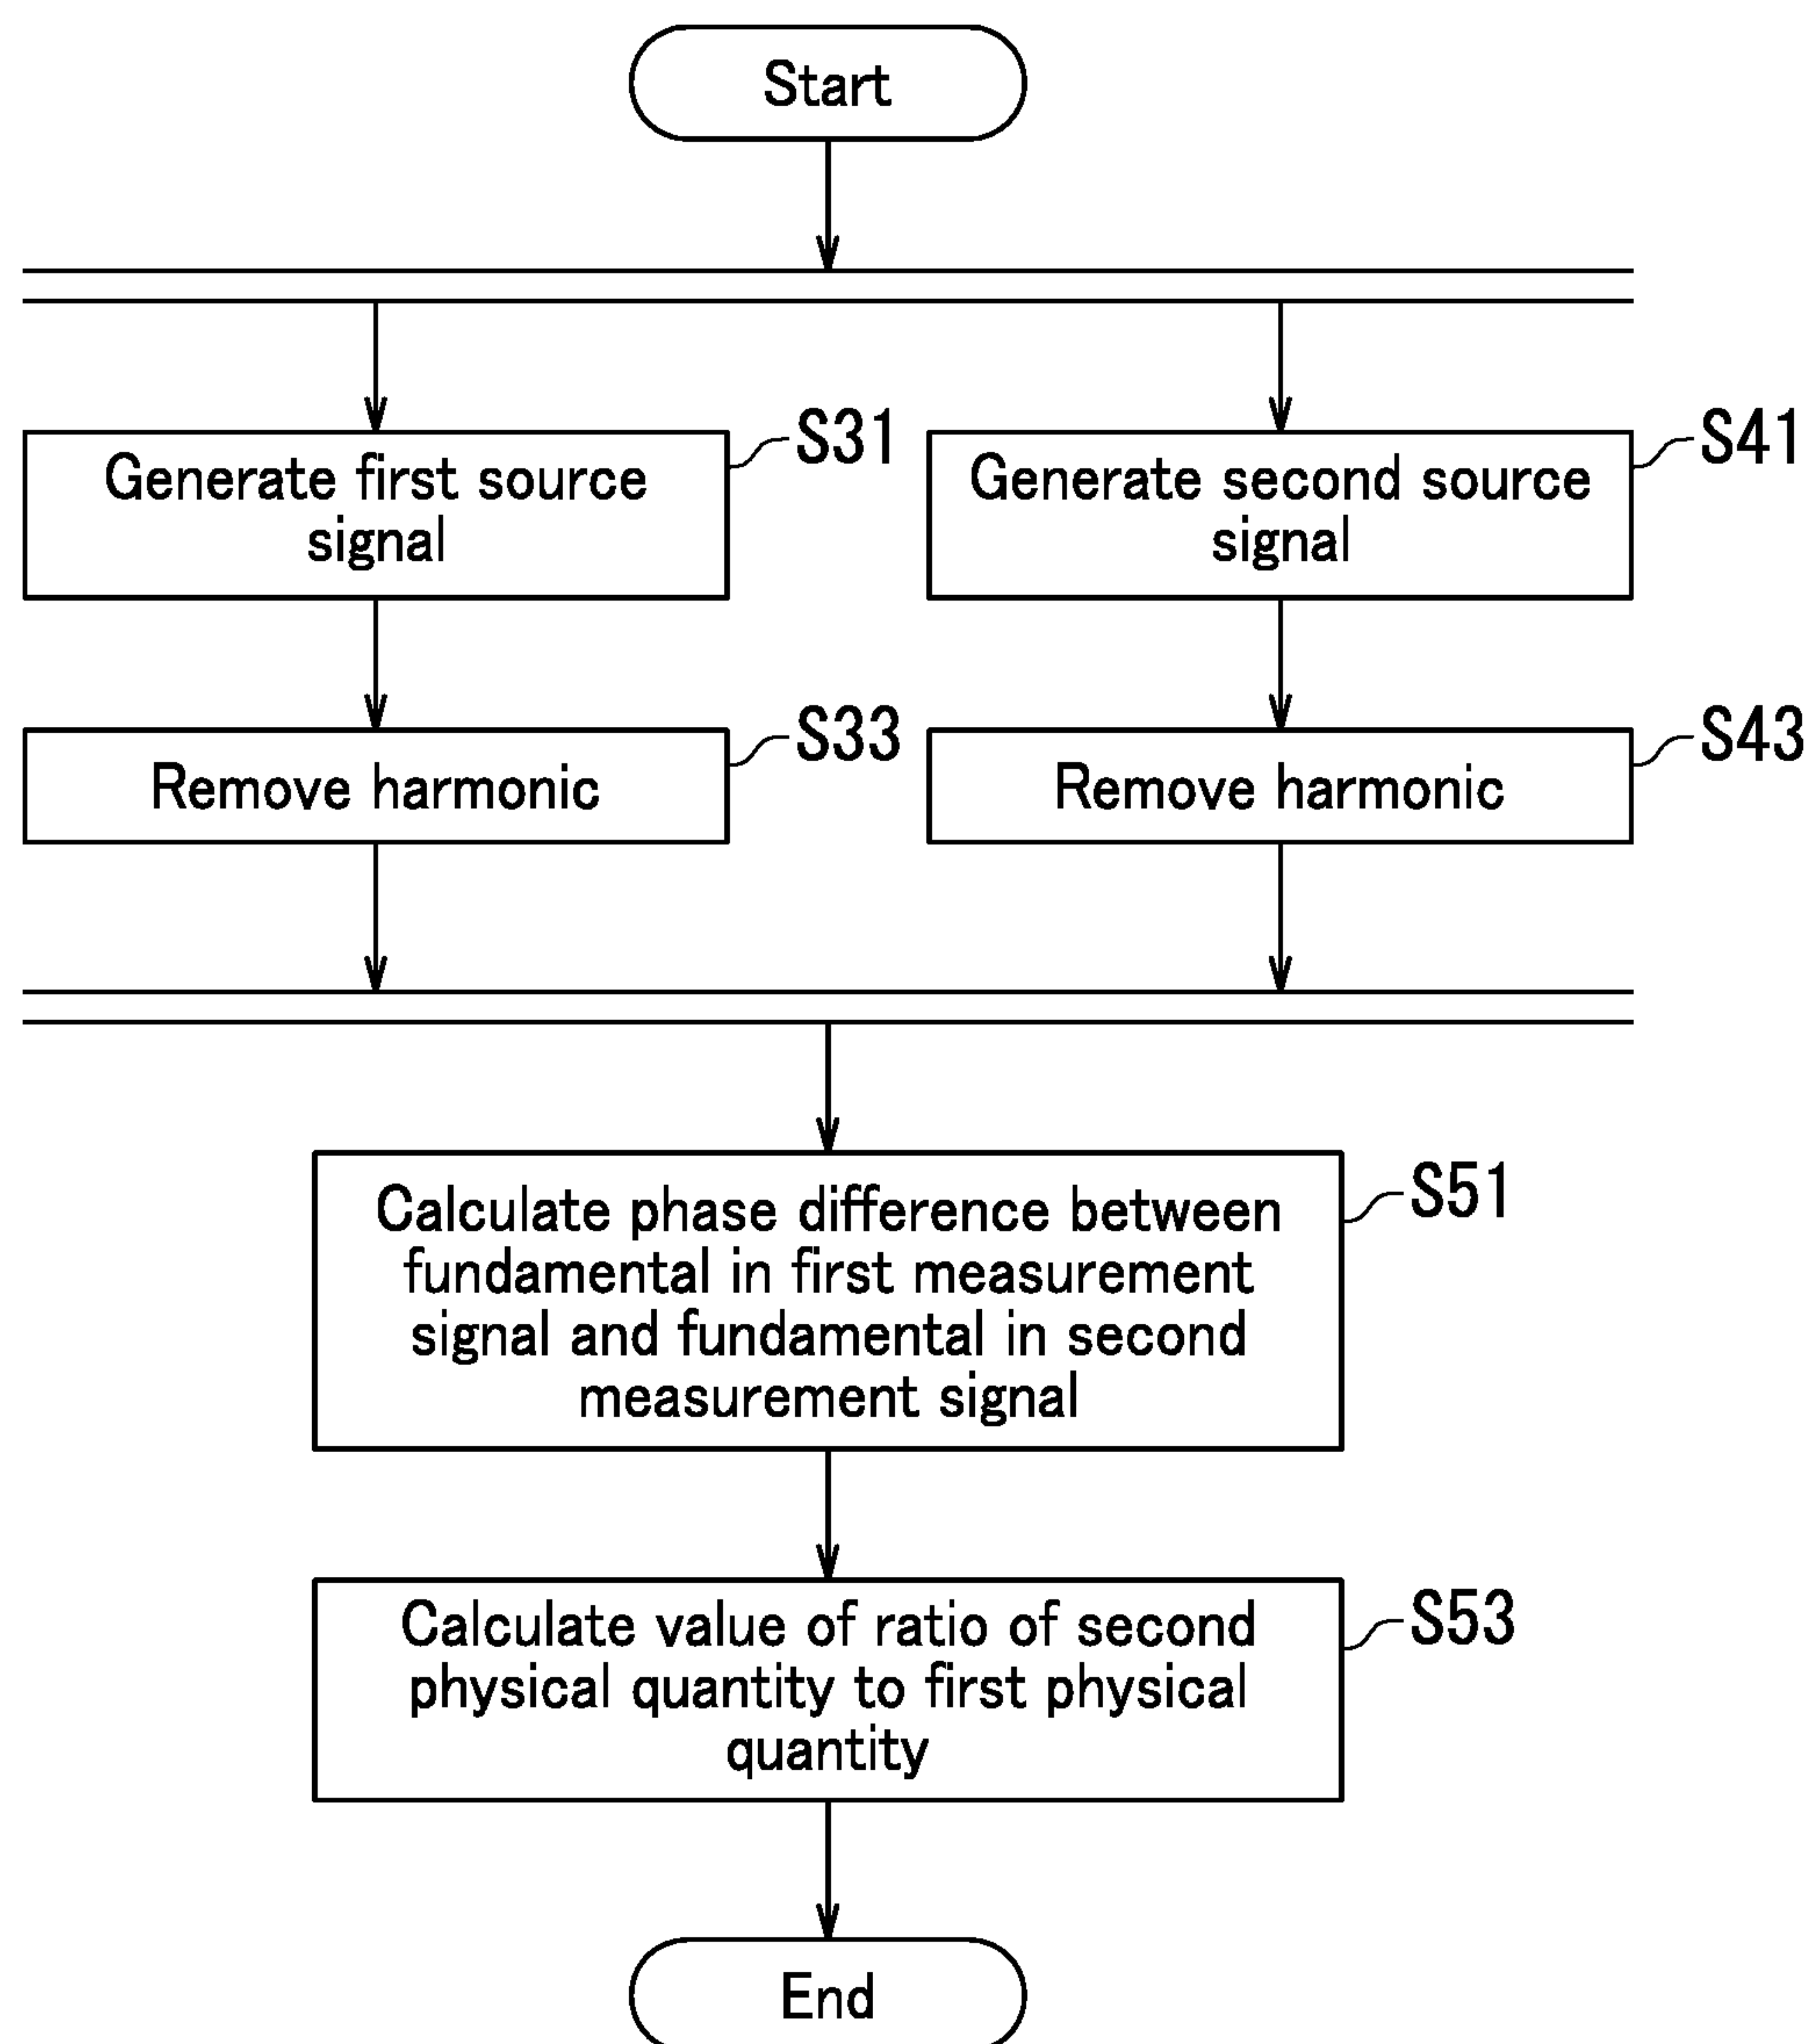 Start
Generate first source
signal
S31
Generate second source
signal
S41
Remove harmonic
S33
Remove harmonic
S43
Calculate phase difference between
fundamental in first measurement
signal and fundamental in second
measurement signal
S51
Calculate value of ratio of second
physical quantity to first physical
quantity
S53
End